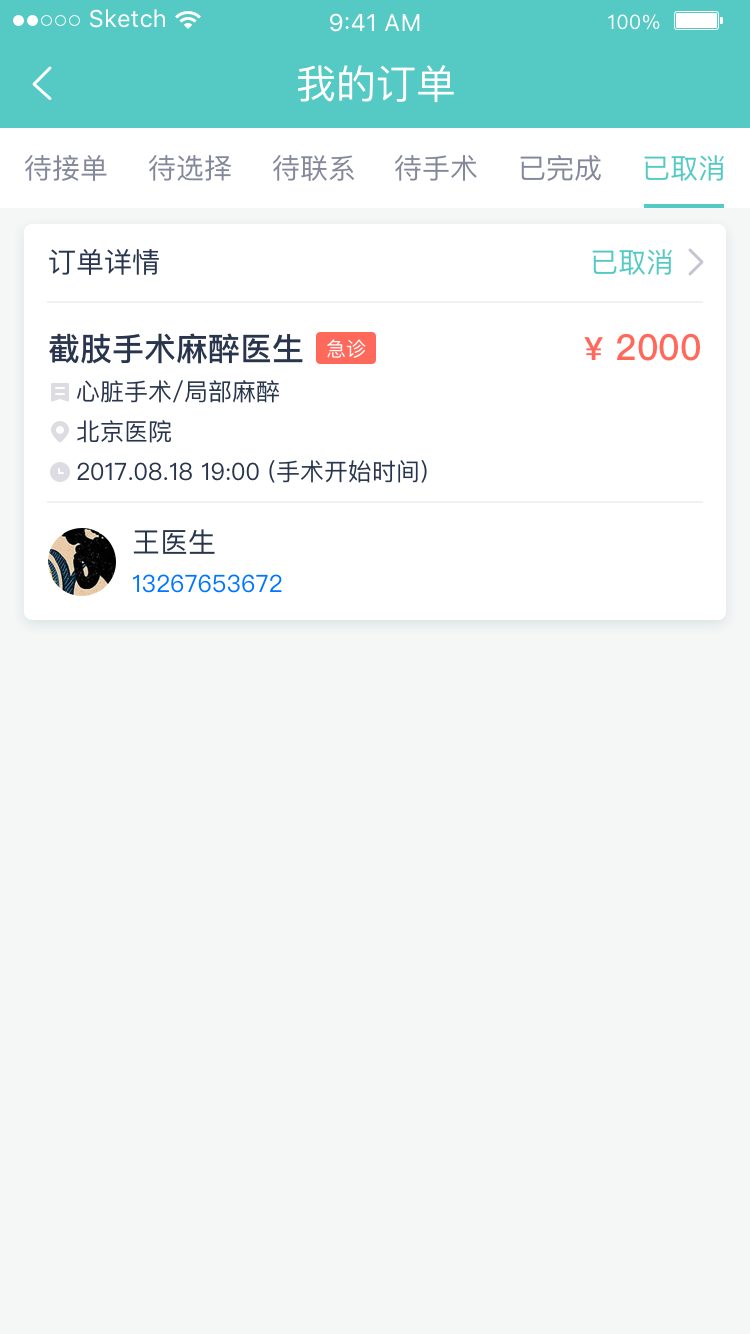 Sketch 9:41 AM 100%
我的订单
待接单 待选择 待联系 待手术 已完成 已取消
订单详情 已取消
截肢手术麻醉医生 急诊 ¥ 2000
心脏手术/局部麻醉
北京医院
2017.08.18 19:00 (手术开始时间)
王医生
13267653672